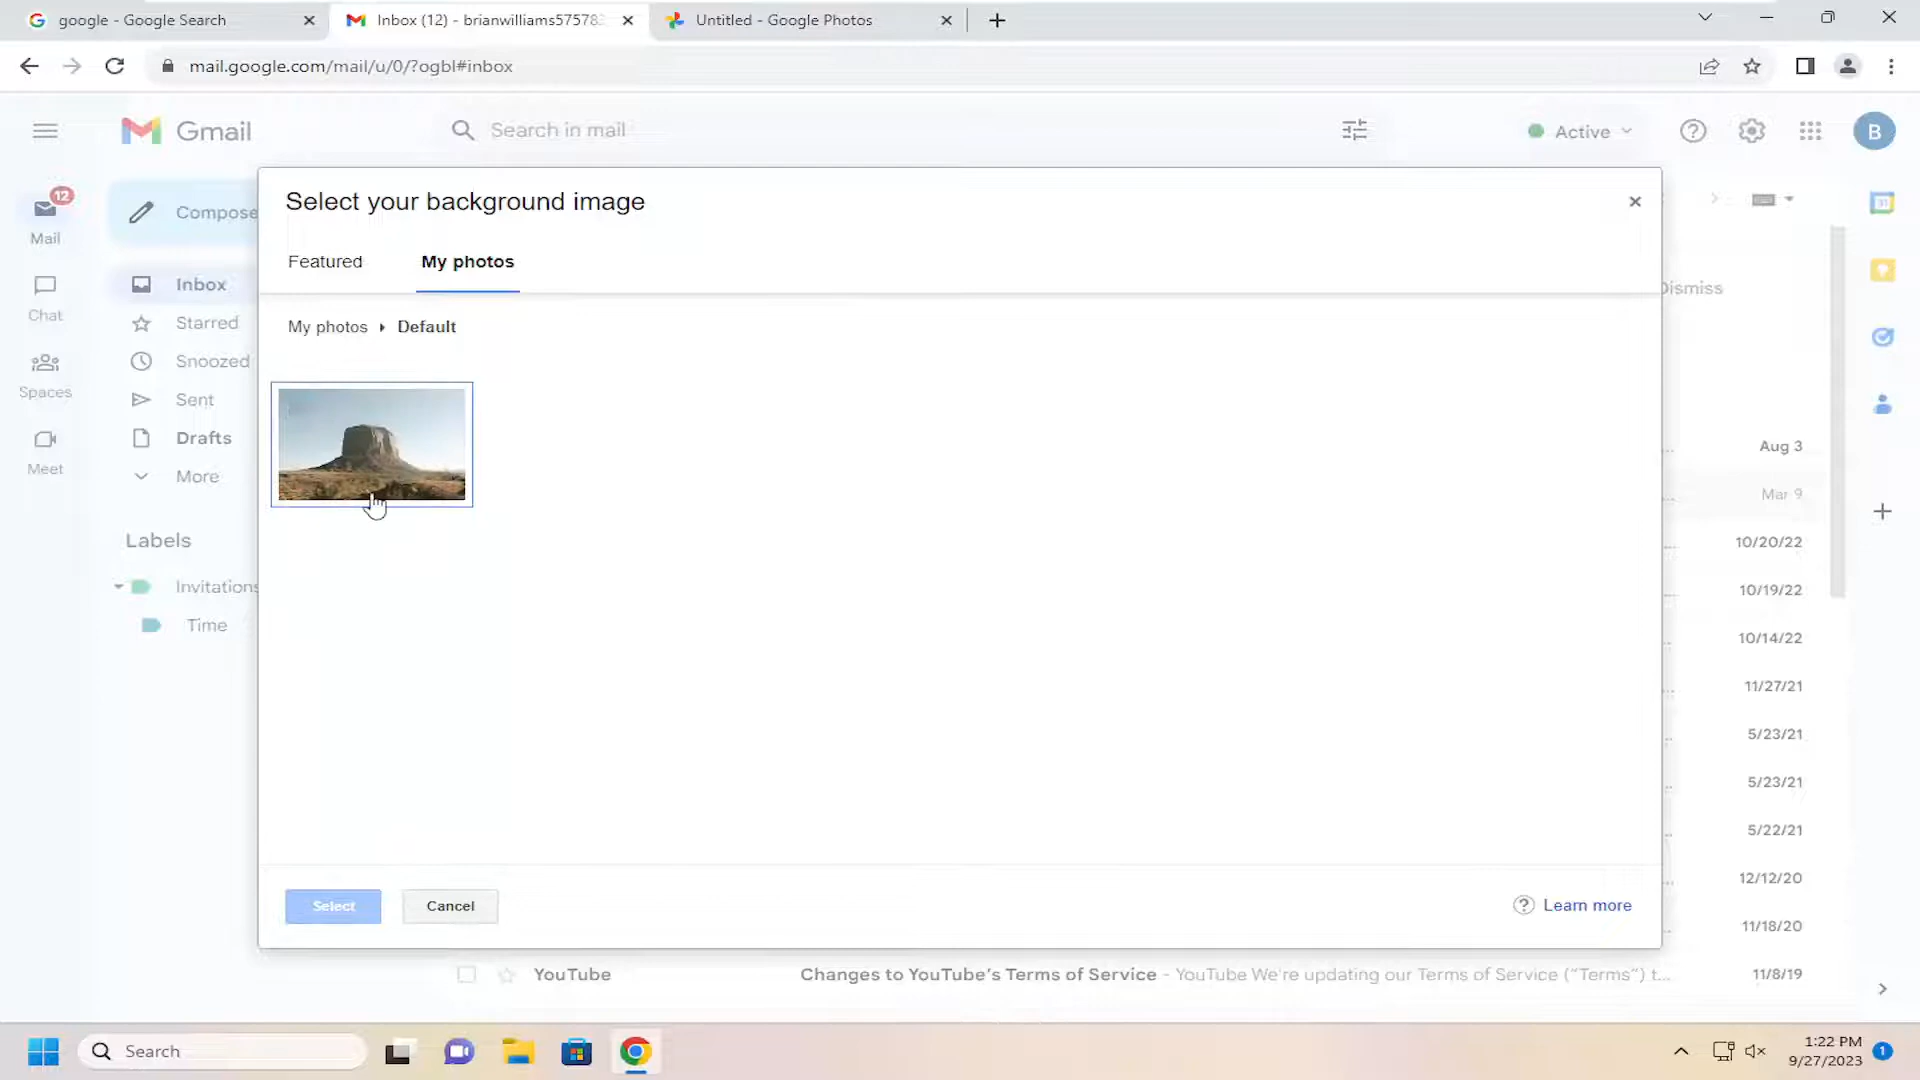 google - Google Search
Inbox (12) - brianwilliams575783
Untitled - Google Photos
mail.google.com/mail/u/0/?ogbl#inbox
Gmail
Search in mail
Active
B
Select your background image
12
Mail
Compose
Featured
My photos
Inbox
Dismiss
Chat
Starred
My photos
Default
Snoozed
Spaces
Sent
Drafts
Aug 3
Meet
More
Mar 9
Labels
10/20/22
Invitations
10/19/22
Time
10/14/22
11/27/21
5/23/21
5/23/21
5/22/21
12/12/20
Select
Cancel
Learn more
11/18/20
YouTube
Changes to YouTube's Terms of Service - YouTube We're updating our Terms of Service ("Terms") t...
11/8/19
Search
1:22 PM
9/27/2023
1